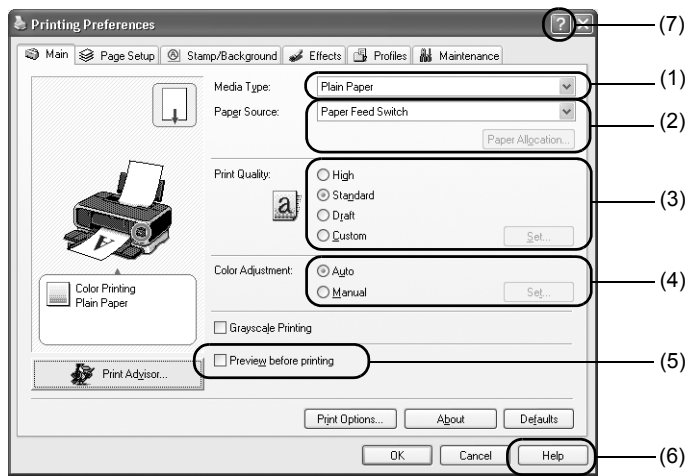 Printing Preferences ? X (7)
Main Page Setup Stamp/Background Effects Profiles Maintenance
Media Type: Plain Paper (1)
Paper Source: Paper Feed Switch (2)
Paper Allocation...
Print Quality: High
a Standard (3)
Draft
Custom Set...
Color Adjustment: Auto (4)
Color Printing
Plain Paper
Manual Set...
Grayscale Printing
Preview before printing (5)
Print Advisor...
Print Options... About Defaults
OK Cancel Help (6)